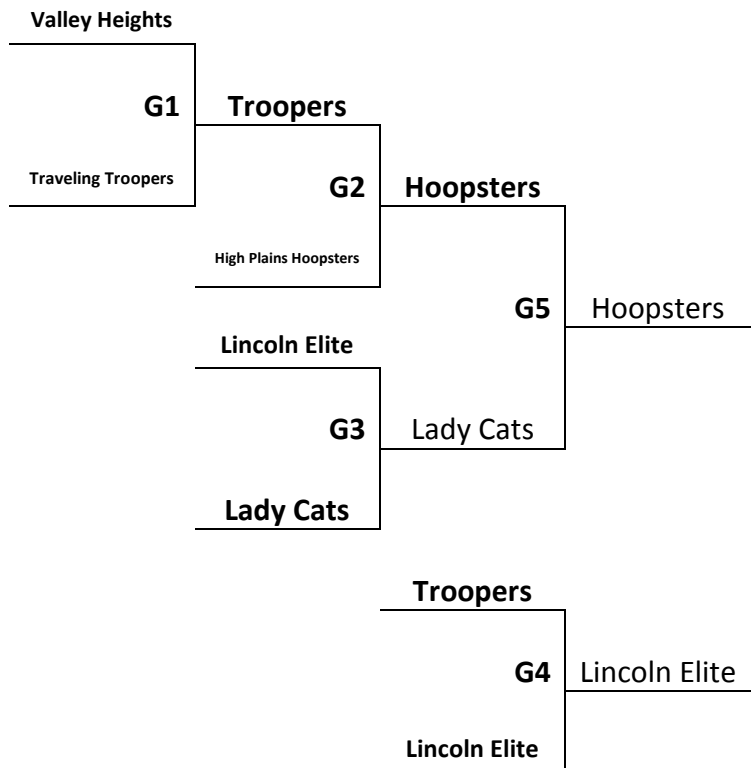 Valley Heights
G1
Troopers
Traveling Troopers
G2
Hoopsters
High Plains Hoopsters
G5
Hoopsters
Lincoln Elite
G3
Lady Cats
Lady Cats
Troopers
G4
Lincoln Elite
Lincoln Elite